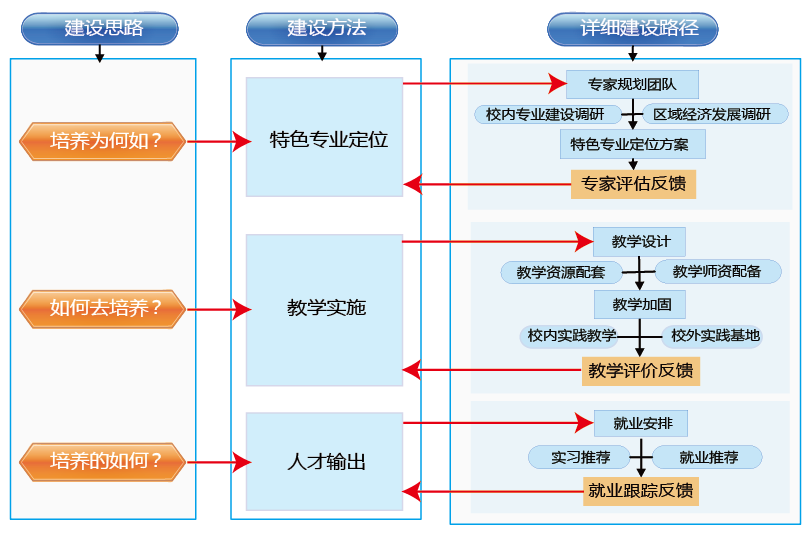 建设思路
建设方法
详细建设路径
培养为何如？
特色专业定位
专家规划团队
校内专业建设调研
区域经济发展调研
特色专业定位方案
专家评估反馈
如何去培养？
教学实施
教学设计
教学资源配套
教学师资配备
教学加固
校内实践教学
校外实践基地
教学评价反馈
培养的如何？
人才输出
就业安排
实习推荐
就业推荐
就业跟踪反馈